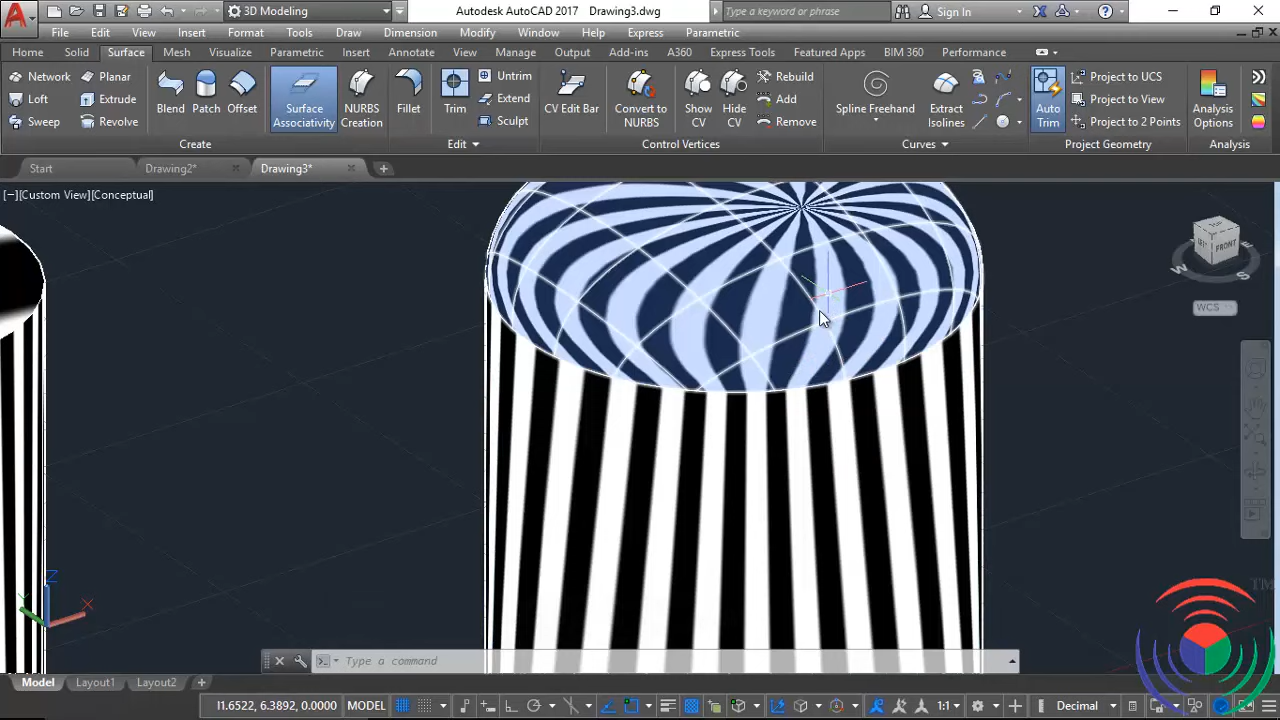 3D Modeling
Autodesk AutoCAD 2017 Drawing3.dwg
Type a keyword or phrase
Sign In
File Edit View Insert Format Tools Draw Dimension Modify Window Help Express Parametric
Home Solid Surface Mesh Visualize Parametric Insert Annotate View Manage Output Add-ins A360 Express Tools Featured Apps BIM 360 Performance
Network Planar
Loft Extrude
Sweep Revolve
Blend Patch Offset
Surface Associativity
NURBS Creation
Fillet
Trim
Untrim
Extend
Sculpt
CV Edit Bar
Convert to NURBS
Show CV
Hide CV
Rebuild
Add
Remove
Spline Freehand
Extract Isolines
Auto Trim
Project to UCS
Project to View
Project to 2 Points
Analysis Options
Create Edit Control Vertices Curves Project Geometry Analysis
Start Drawing2* Drawing3*
[−][Custom View][Conceptual]
FRONT
W S
WCS
Z
Y X
TM
Type a command
Model Layout1 Layout2
11.6522, 6.3892, 0.0000 MODEL 1:1 Decimal